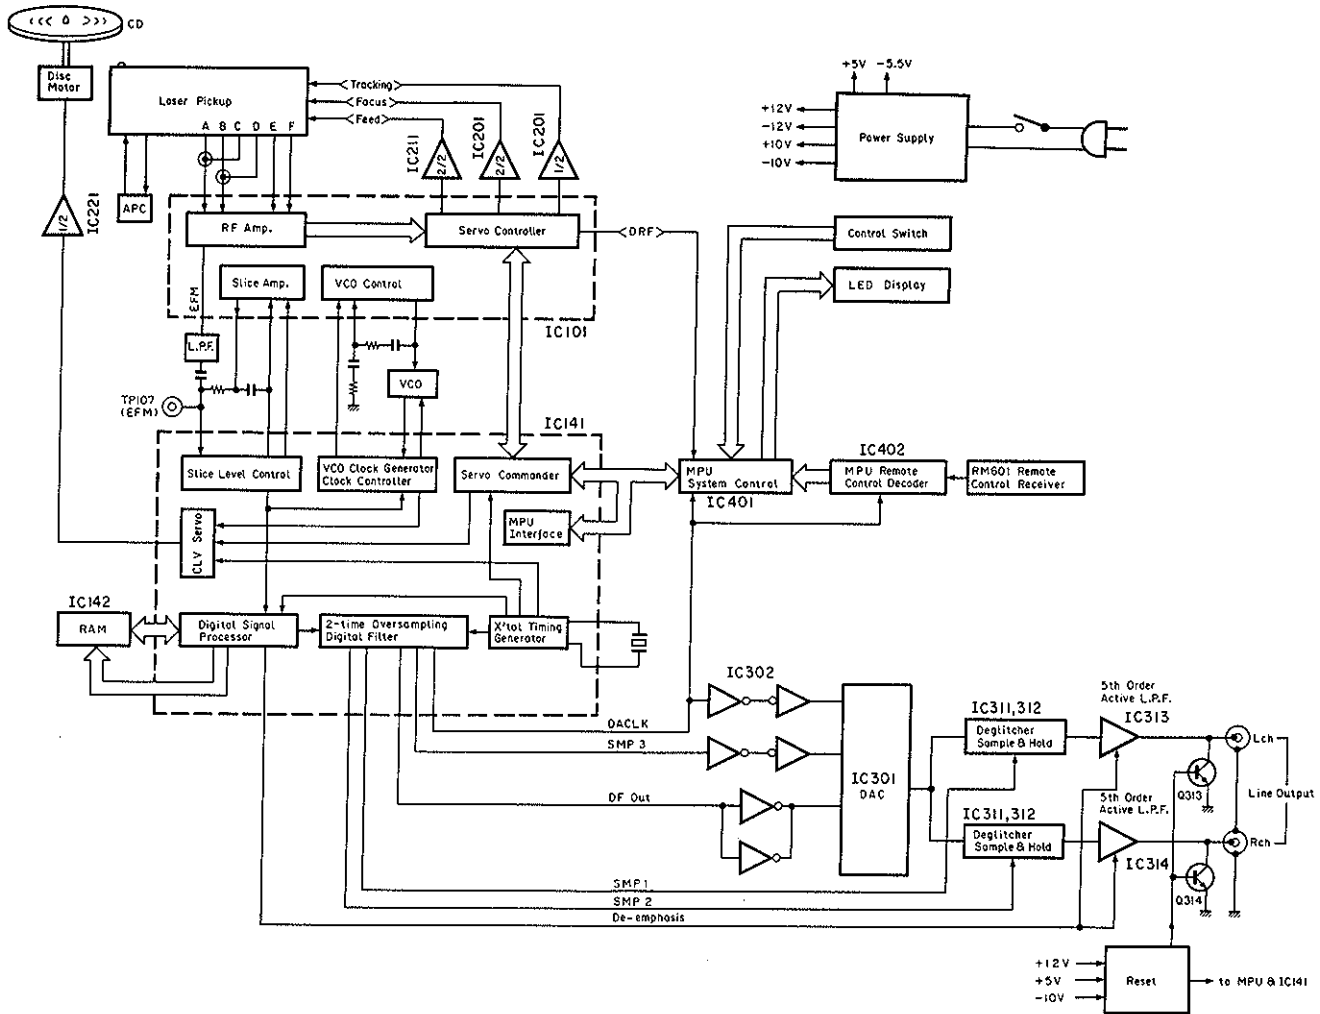 CD
Disc
Motor
Laser Pickup
A B C D E F
Tracking
Focus
Feed
IC211
IC201
IC201
2/2
2/2
1/2
+5V -5.5V
+12V
-12V
+10V
-10V
Power Supply
APC
1/2
IC221
RF Amp.
Servo Controller
DRF
Control Switch
LED Display
EFM
Slice Amp.
VCO Control
IC101
L.P.F.
VCO
TP107
(EFM)
IC141
Slice Level Control
VCO Clock Generator
Clock Controller
Servo Commander
MPU
System Control
IC401
IC402
MPU Remote
Control Decoder
RM601 Remote
Control Receiver
CLV Servo
MPU
Interface
IC142
RAM
Digital Signal
Processor
2-time Oversampting
Digital Filter
X'tal Timing
Generator
IC302
DACLK
SMP 3
DF Out
SMP 1
SMP 2
De-emphasis
IC301
DAC
IC311,312
Deglitcher
Sample & Hold
IC311,312
Deglitcher
Sample & Hold
5th Order
Active L.P.F.
IC313
5th Order
Active L.P.F.
IC314
Lch
Q313
Line Output
Rch
Q314
+12V
+5V
-10V
Reset
to MPU & IC141